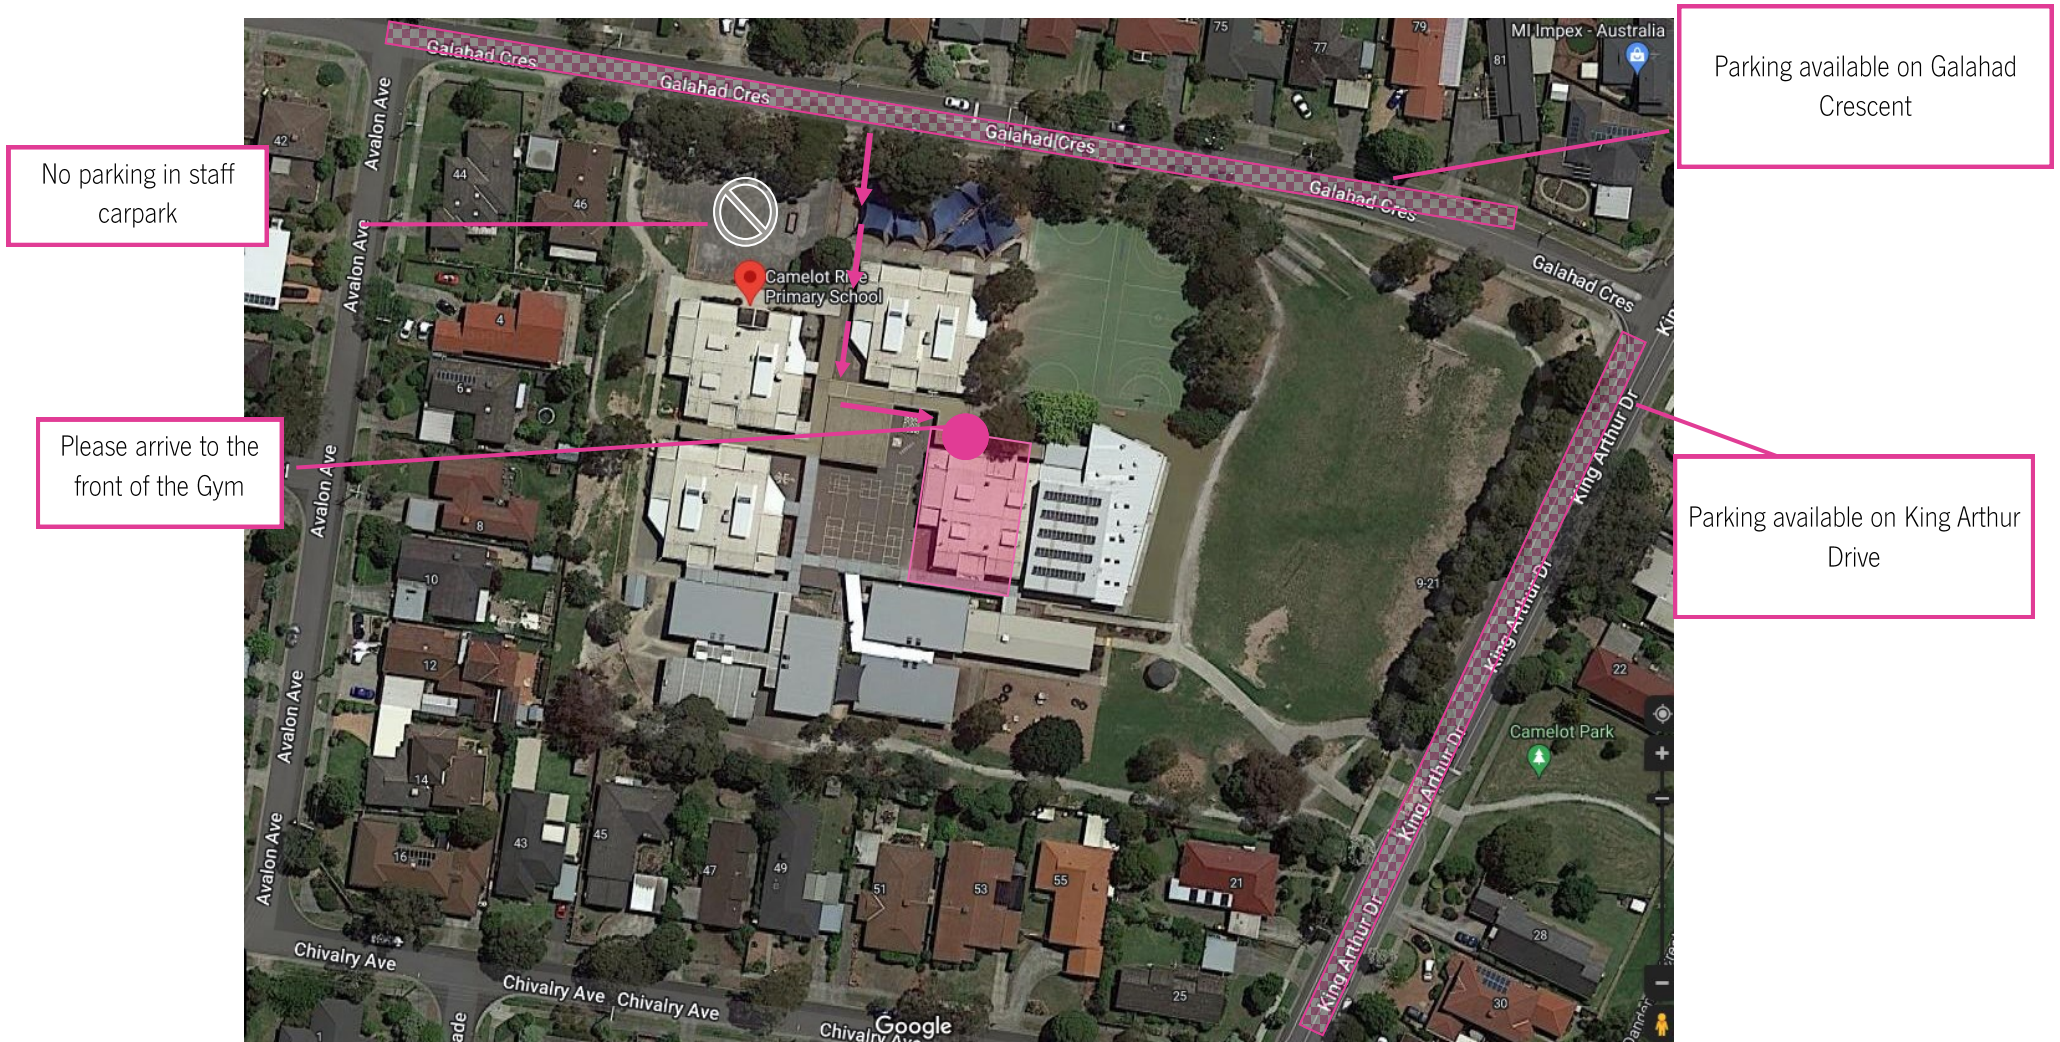 Galahad Cres
Galahad Cres
Galahad Cres
Galahad Cres
Galahad Cres
75
77
79
81
MI Impex - Australia
Parking available on Galahad
Crescent
No parking in staff
carpark
Avalon Ave
42
44
46
Avalon Ave
Camelot Rise
Primary School
4
6
Please arrive to the
front of the Gym
Avalon Ave
8
10
12
14
16
Avalon Ave
Avalon Ave
King Arthur Dr
Parking available on King Arthur
Drive
9-21
King Arthur Dr
22
Camelot Park
King Arthur Dr
King Arthur Dr
43
45
47
49
51
53
55
21
25
28
30
Chivalry Ave
Chivalry Ave
Chivalry Ave
Google
1